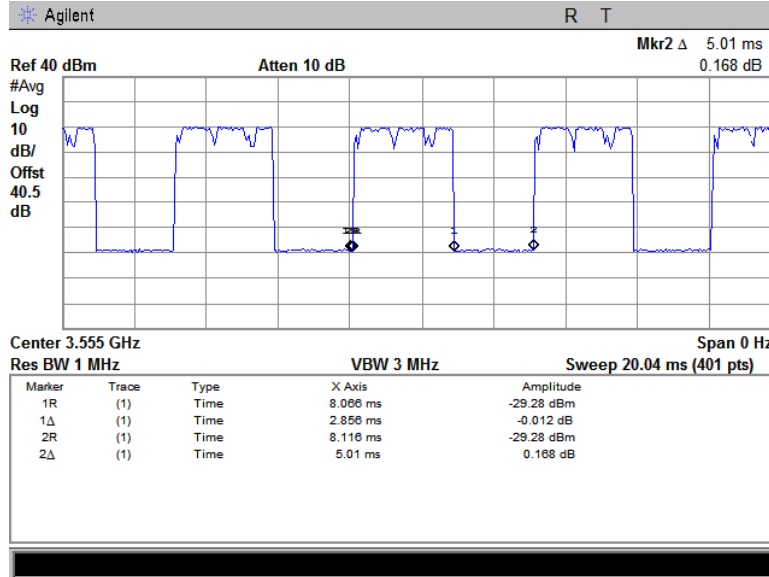 Agilent R T
Mkr2 Δ 5.01 ms
Ref 40 dBm Atten 10 dB 0.168 dB
#Avg
Log
10
dB/
Offst
40.5
dB
1 2
Center 3.555 GHz Span 0 Hz
Res BW 1 MHz VBW 3 MHz Sweep 20.04 ms (401 pts)
Marker Trace Type X Axis Amplitude
1R (1) Time 8.066 ms -29.28 dBm
1Δ (1) Time 2.856 ms -0.012 dB
2R (1) Time 8.116 ms -29.28 dBm
2Δ (1) Time 5.01 ms 0.168 dB